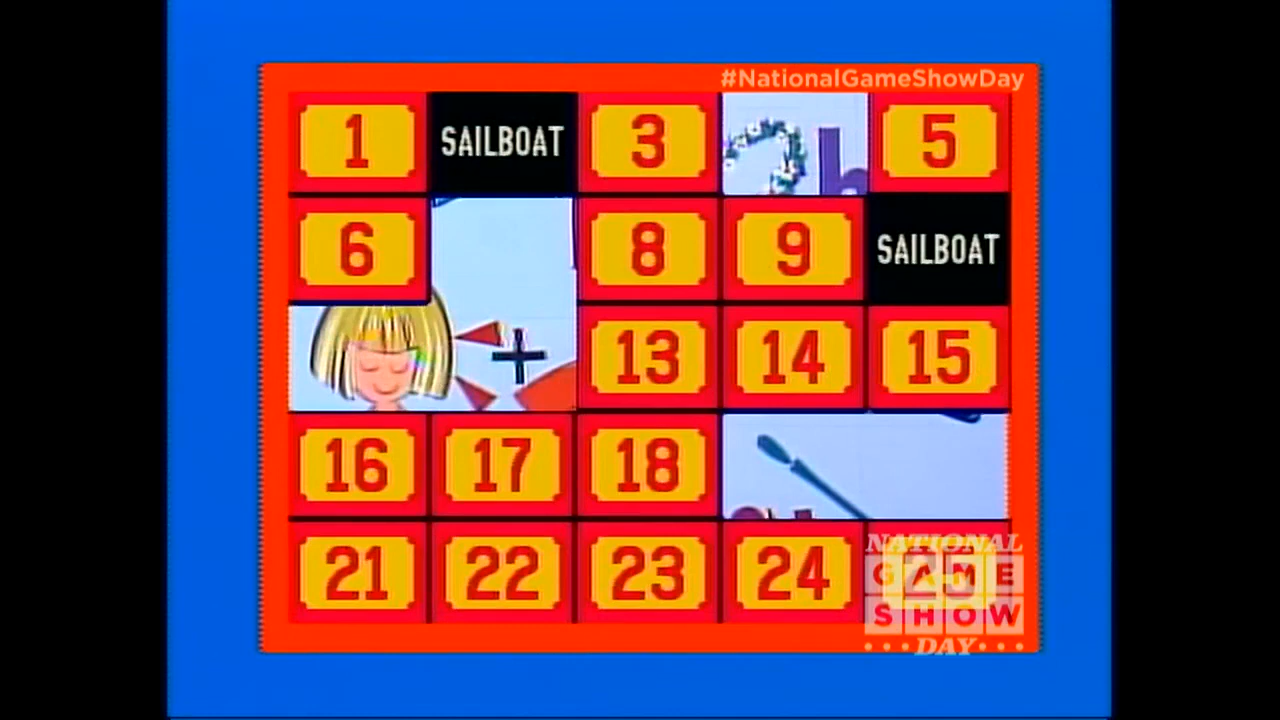 #NationalGameShowDay
1 SAILBOAT 3 h 5
6 8 9 SAILBOAT
+ 13 14 15
16 17 18
21 22 23 24 25
NATIONAL
GAME
SHOW
DAY